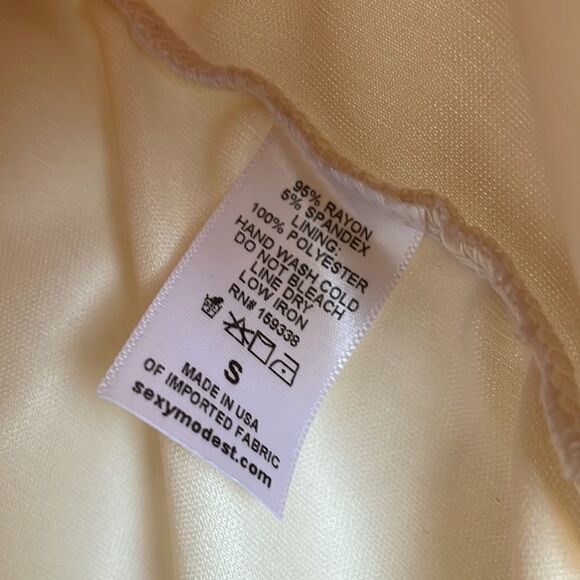 95% RAYON
5% SPANDEX
LINING:
100% POLYESTER
HAND WASH COLD
DO NOT BLEACH
LINE DRY
LOW IRON
RN# 159338
S
MADE IN USA
OF IMPORTED FABRIC
sexymodest.com